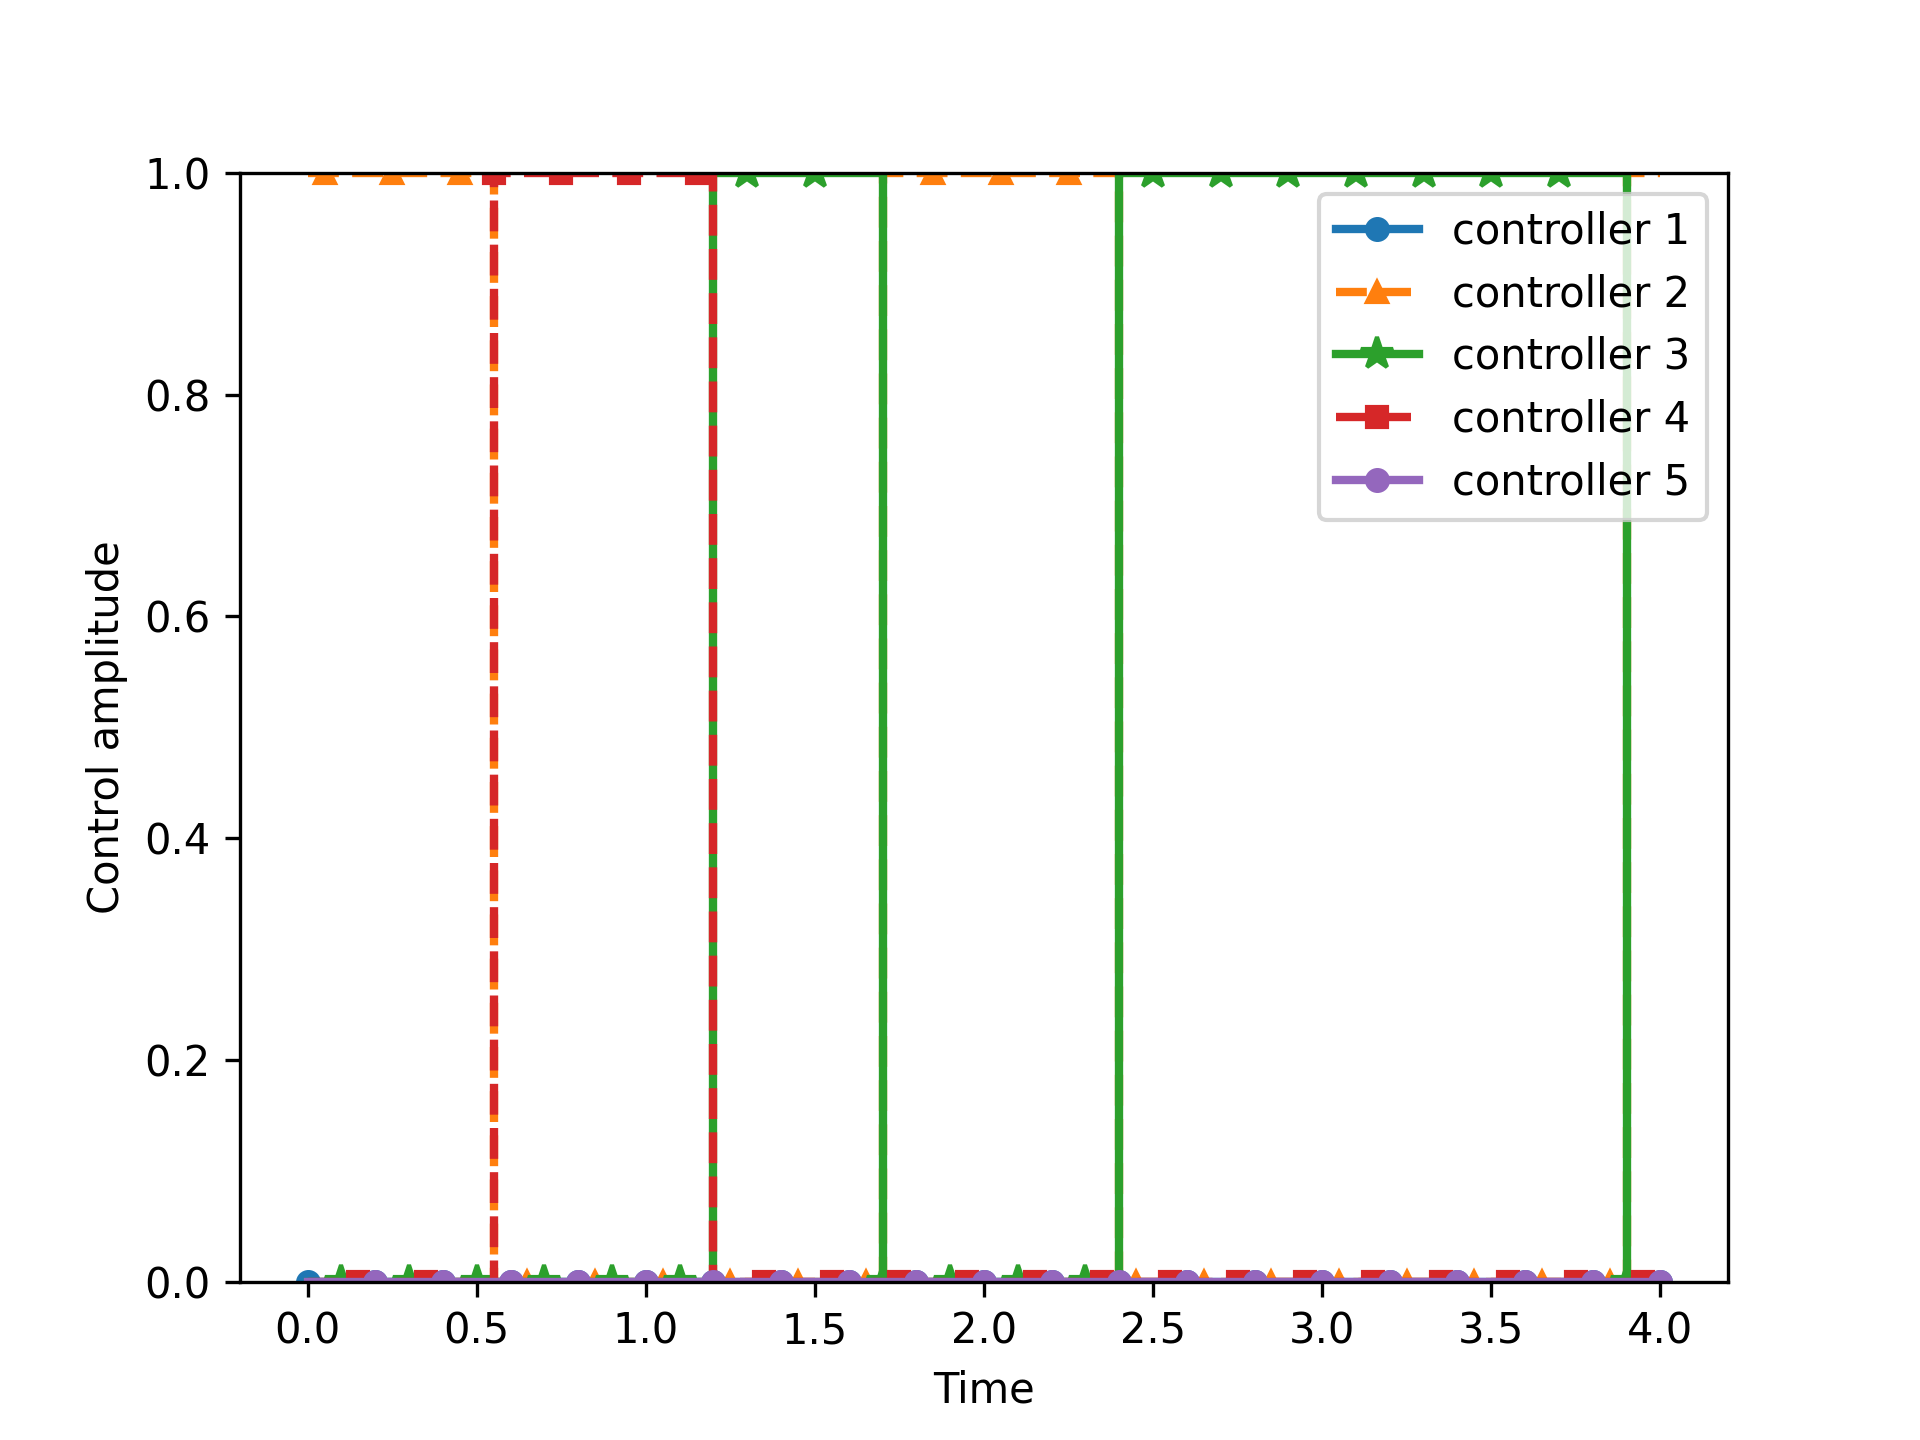 1.0
0.8
0.6
0.4
0.2
0.0
Control amplitude
controller 1
controller 2
controller 3
controller 4
controller 5
0.0 0.5 1.0 1.5 2.0 2.5 3.0 3.5 4.0
Time